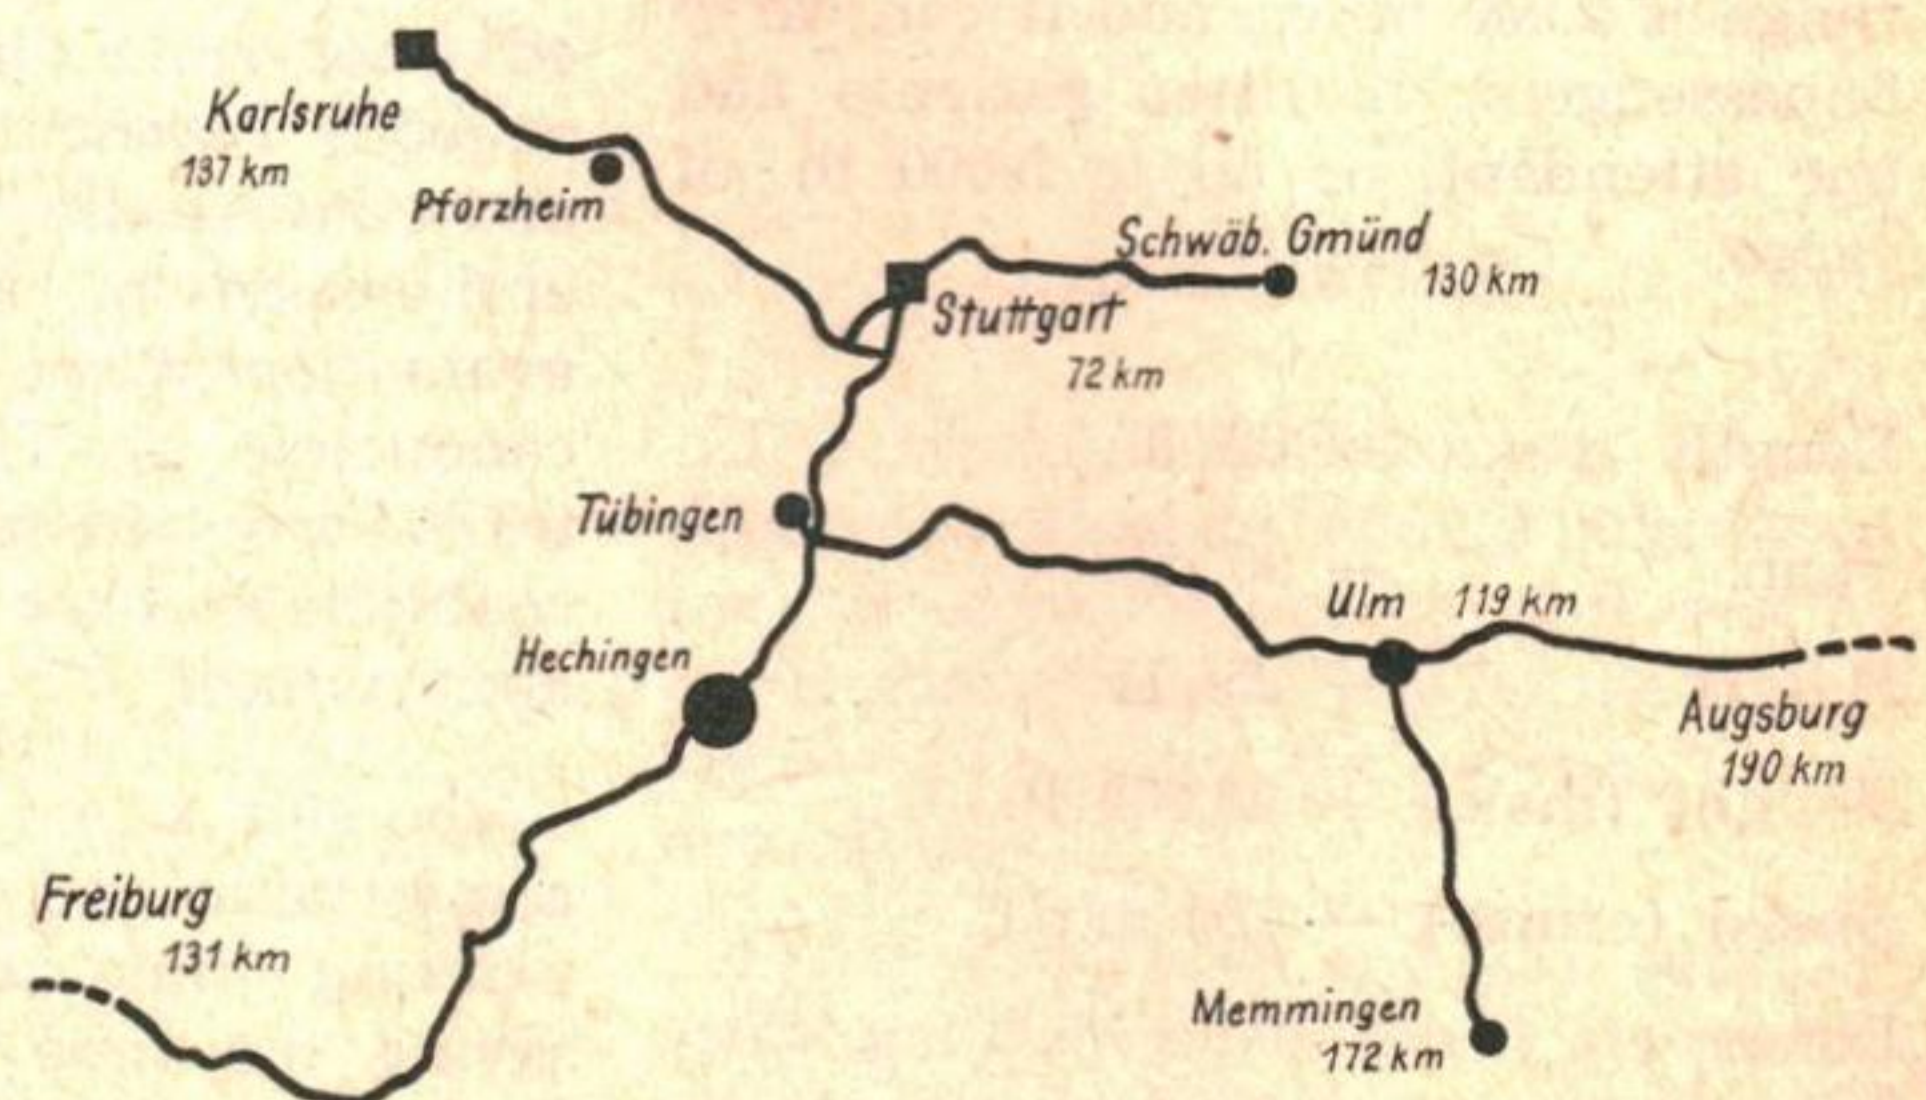 Karlsruhe
137 km
Pforzheim
Schwäb. Gmünd
130 km
Stuttgart
72 km
Tübingen
Ulm 119 km
Hechingen
Augsburg
190 km
Freiburg
131 km
Memmingen
172 km